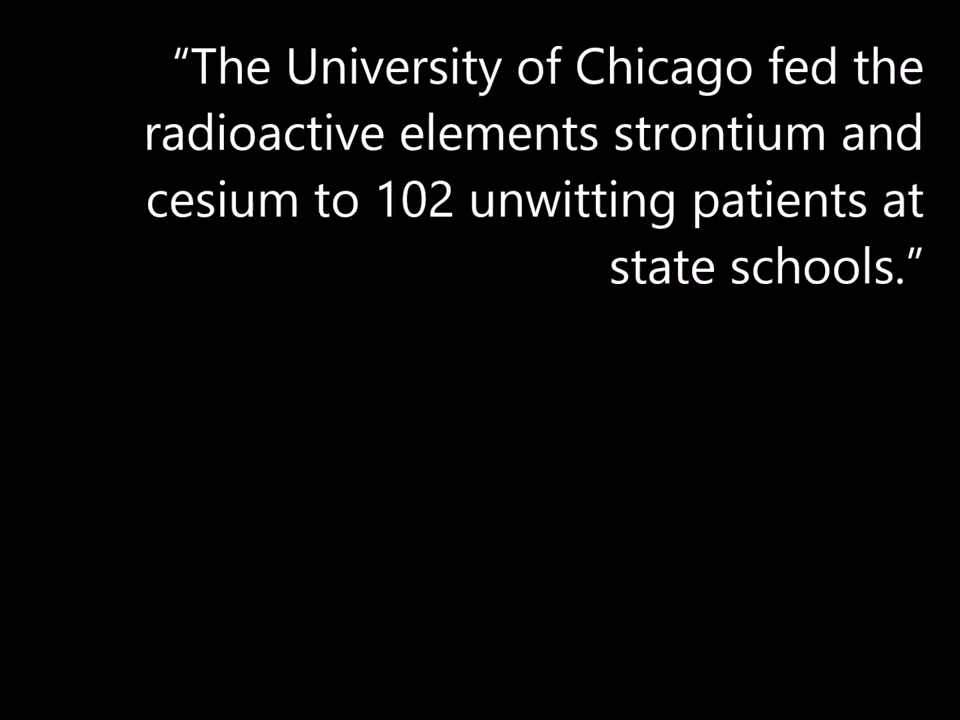 “The University of Chicago fed the
radioactive elements strontium and
cesium to 102 unwitting patients at
state schools.”